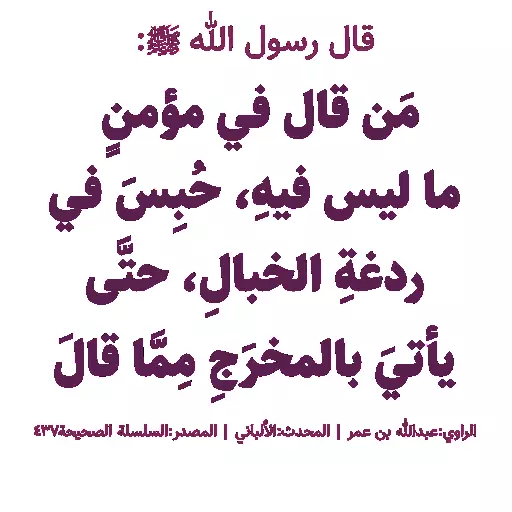 قال رسول الله ﷺ:
مَن قال في مؤمنٍ
ما ليس فيهِ، حُبِسَ في
ردغةِ الخبالِ، حتَّى
يأتيَ بالمخرَجِ مِمَّا قالَ
الراوي:عبدالله بن عمر | المحدث:الألباني | المصدر:السلسلة الصحيحة٤٣٧